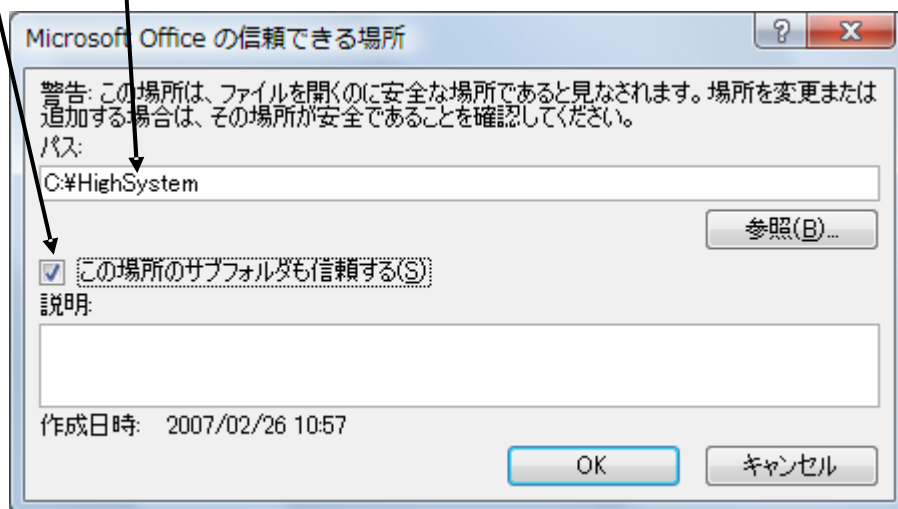 Microsoft Office の信頼できる場所
警告: この場所は、ファイルを開くのに安全な場所であると見なされます。場所を変更または
追加する場合は、その場所が安全であることを確認してください。
パス:
C:¥HighSystem
参照(B)...
この場所のサブフォルダも信頼する(S)
説明:
作成日時: 2007/02/26 10:57
OK キャンセル